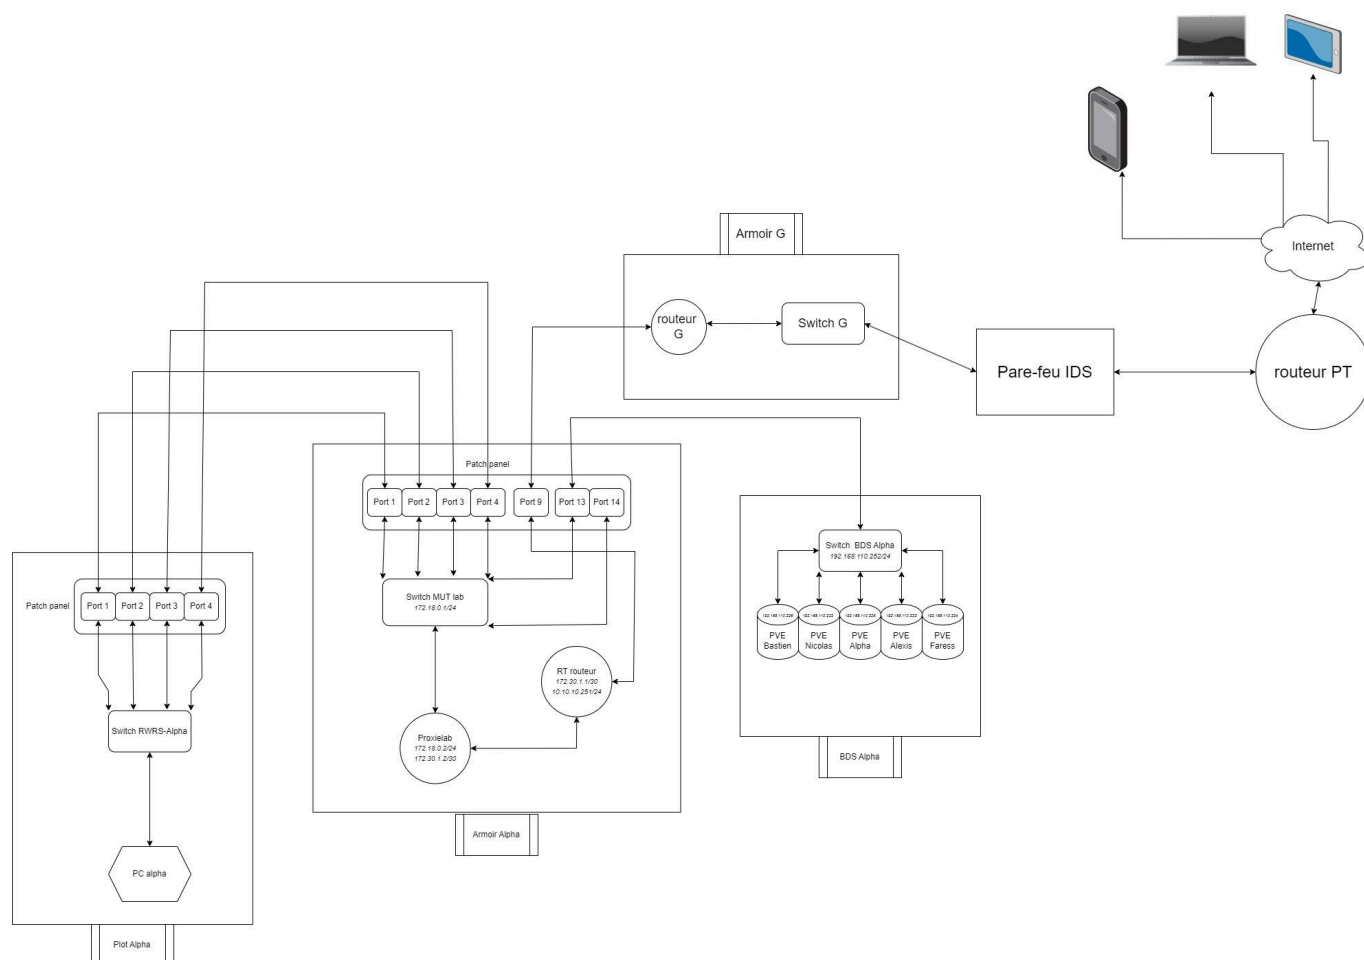 Internet
Armoir G
routeur
G
Switch G
Pare-feu IDS
routeur PT
Patch panel
Port 1
Port 2
Port 3
Port 4
Port 9
Port 13
Port 14
Switch MUT lab
172.18.0.1/24
RT routeur
172.30.1.1/30
10.10.10.251/24
Proxielab
172.18.0.2/24
172.30.1.2/30
Armoir Alpha
Switch BDS Alpha
192.168.110.252/24
PVE
Bastien
PVE
Nicolas
PVE
Alpha
PVE
Alexis
PVE
Faress
BDS Alpha
Patch panel
Port 1
Port 2
Port 3
Port 4
Switch RWRS-Alpha
PC alpha
Plot Alpha